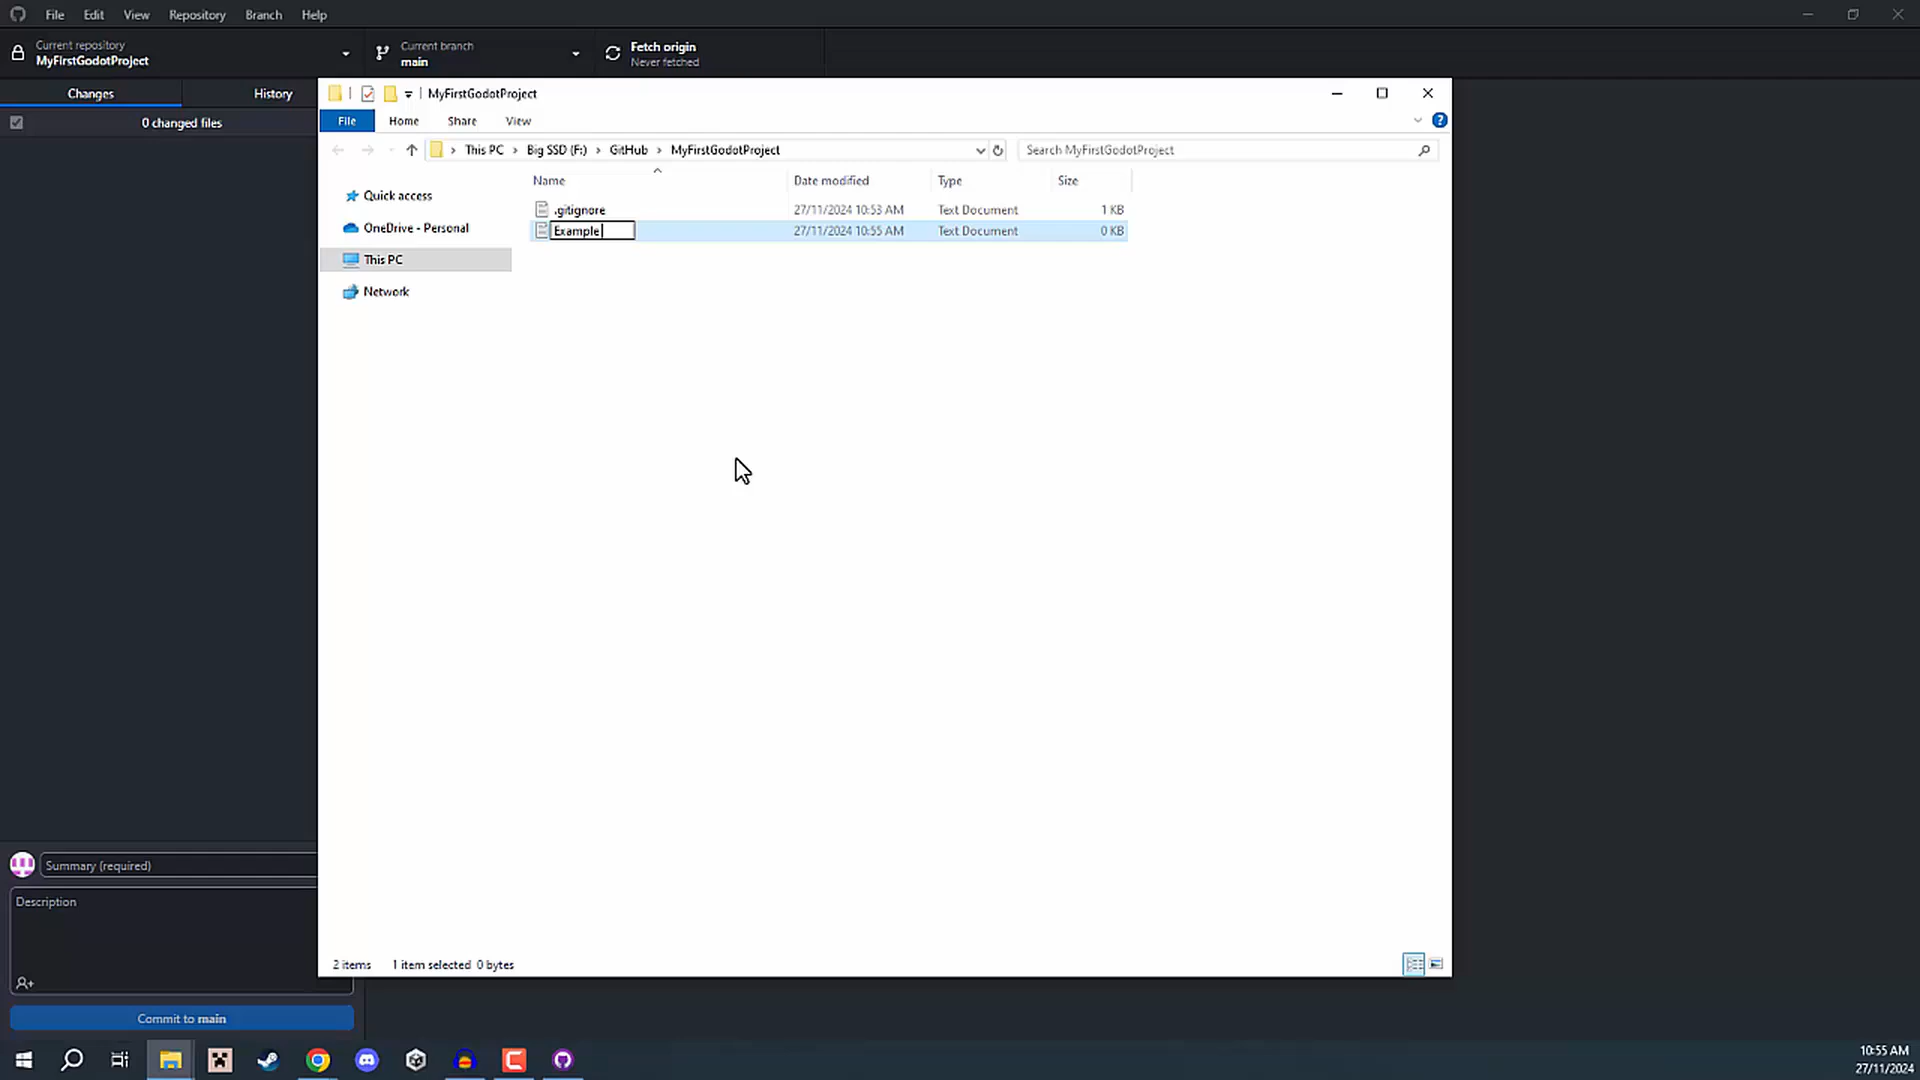 File Edit View Repository Branch Help
Current repository
MyFirstGodotProject
Current branch
main
Fetch origin
Never fetched
Changes
History
0 changed files
MyFirstGodotProject
File Home Share View
This PC > Big SSD (F:) > GitHub > MyFirstGodotProject
Search MyFirstGodotProject
Name Date modified Type Size
Quick access
OneDrive - Personal
This PC
Network
.gitignore 27/11/2024 10:53 AM Text Document 1 KB
Example 27/11/2024 10:55 AM Text Document 0 KB
Summary (required)
Description
2 items 1 item selected 0 bytes
Commit to main
10:55 AM
27/11/2024